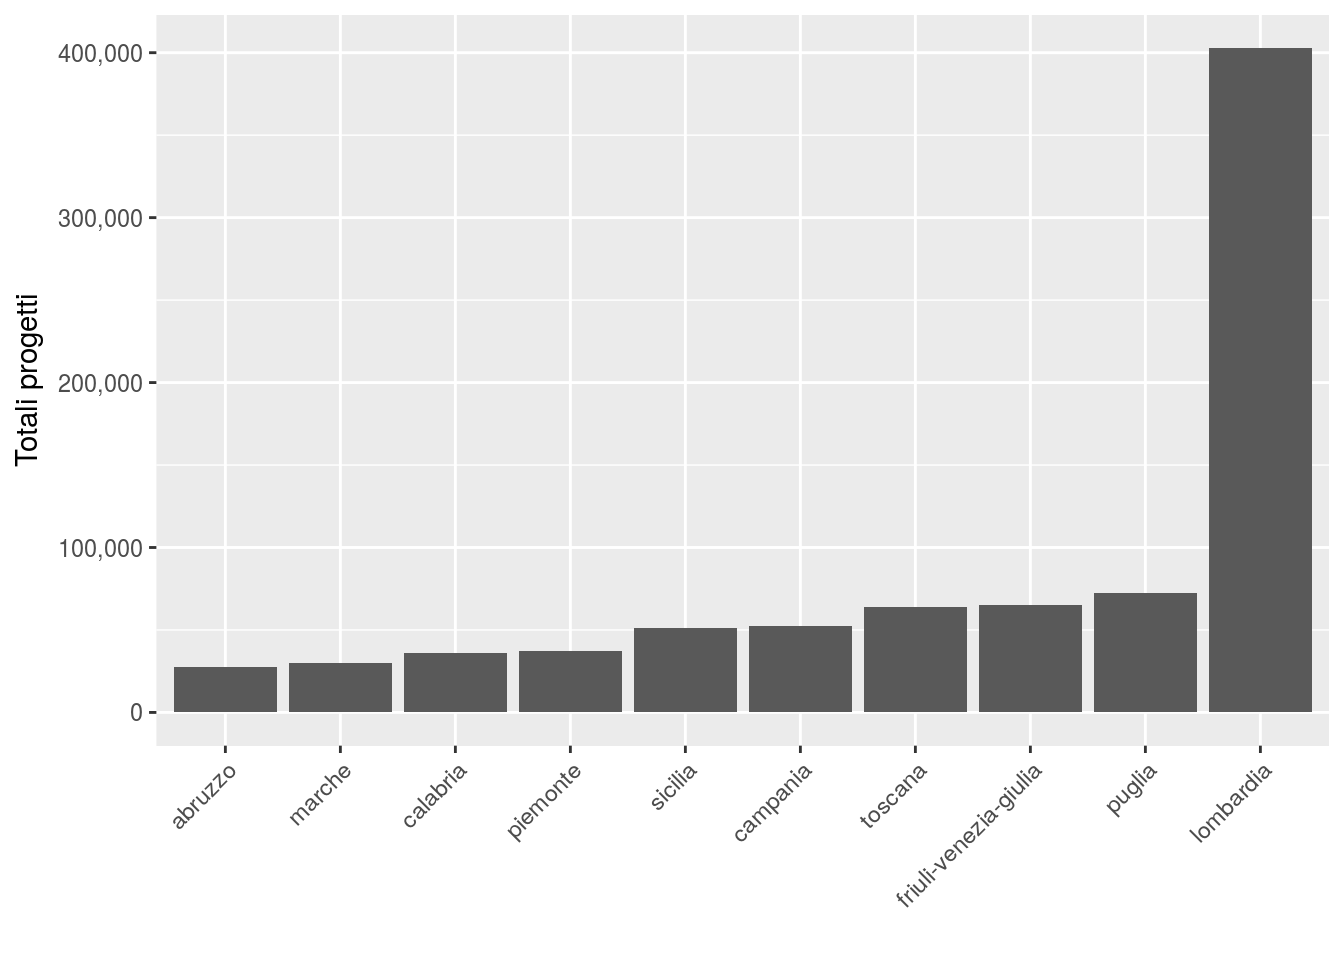 400,000
300,000
200,000
100,000
0
Totali progetti
abruzzo
marche
calabria
piemonte
sicilia
campania
toscana
friuli-venezia-giulia
puglia
lombardia